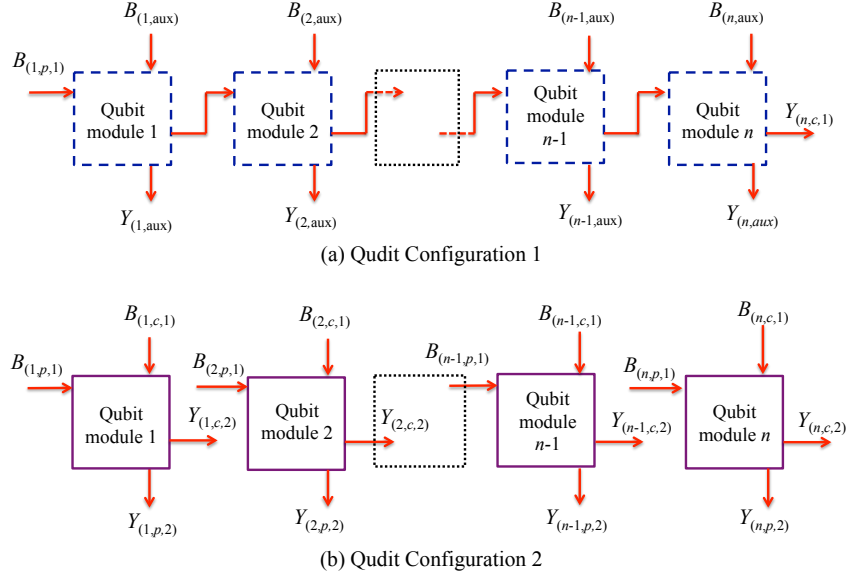 B(1,aux) B(2,aux) B(n-1,aux) B(n,aux)
B(1,p,1)
Qubit module 1
Qubit module 2
Qubit module n-1
Qubit module n
Y(n,c,1)
Y(1,aux) Y(2,aux) Y(n-1,aux) Y(n,aux)
(a) Qudit Configuration 1
B(1,c,1) B(2,c,1) B(n-1,c,1) B(n,c,1)
B(1,p,1) B(2,p,1) B(n-1,p,1) B(n,p,1)
Qubit module 1
Y(1,c,2)
Qubit module 2
Y(2,c,2)
Qubit module n-1
Y(n-1,c,2)
Qubit module n
Y(n,c,2)
Y(1,p,2) Y(2,p,2) Y(n-1,p,2) Y(n,p,2)
(b) Qudit Configuration 2